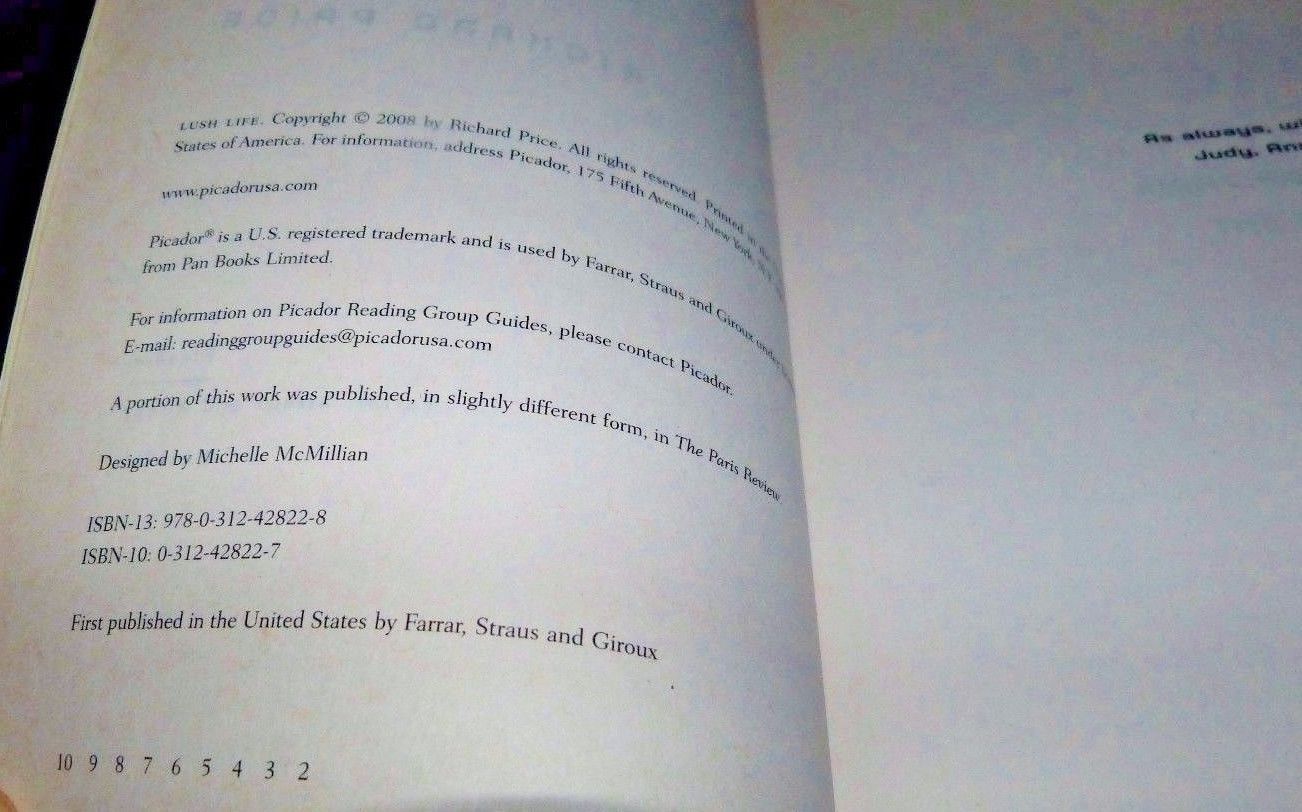 LUSH LIFE. Copyright © 2008 by Richard Price. All rights reserved. Printed in the
States of America. For information, address Picador, 175 Fifth Avenue, New York, N.Y.
www.picadorusa.com
Picador® is a U.S. registered trademark and is used by Farrar, Straus and Giroux under
from Pan Books Limited.
For information on Picador Reading Group Guides, please contact Picador.
E-mail: readinggroupguides@picadorusa.com
A portion of this work was published, in slightly different form, in The Paris Review
Designed by Michelle McMillian
ISBN-13: 978-0-312-42822-8
ISBN-10: 0-312-42822-7
First published in the United States by Farrar, Straus and Giroux
10 9 8 7 6 5 4 3 2
As always,
Judy,